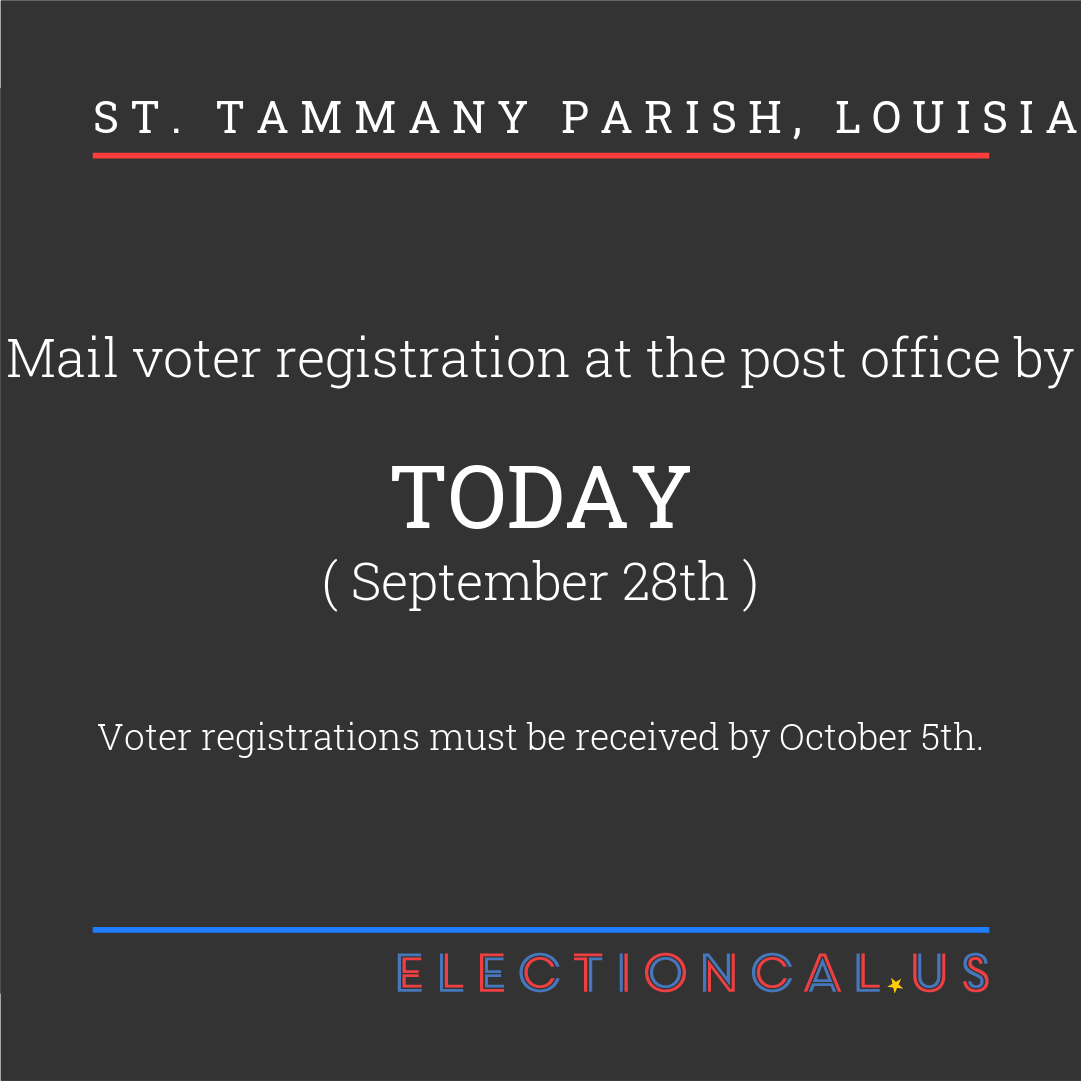 ST. TAMMANY PARISH, LOUISIA
Mail voter registration at the post office by
TODAY
( September 28th )
Voter registrations must be received by October 5th.
ELECTIONCAL.US